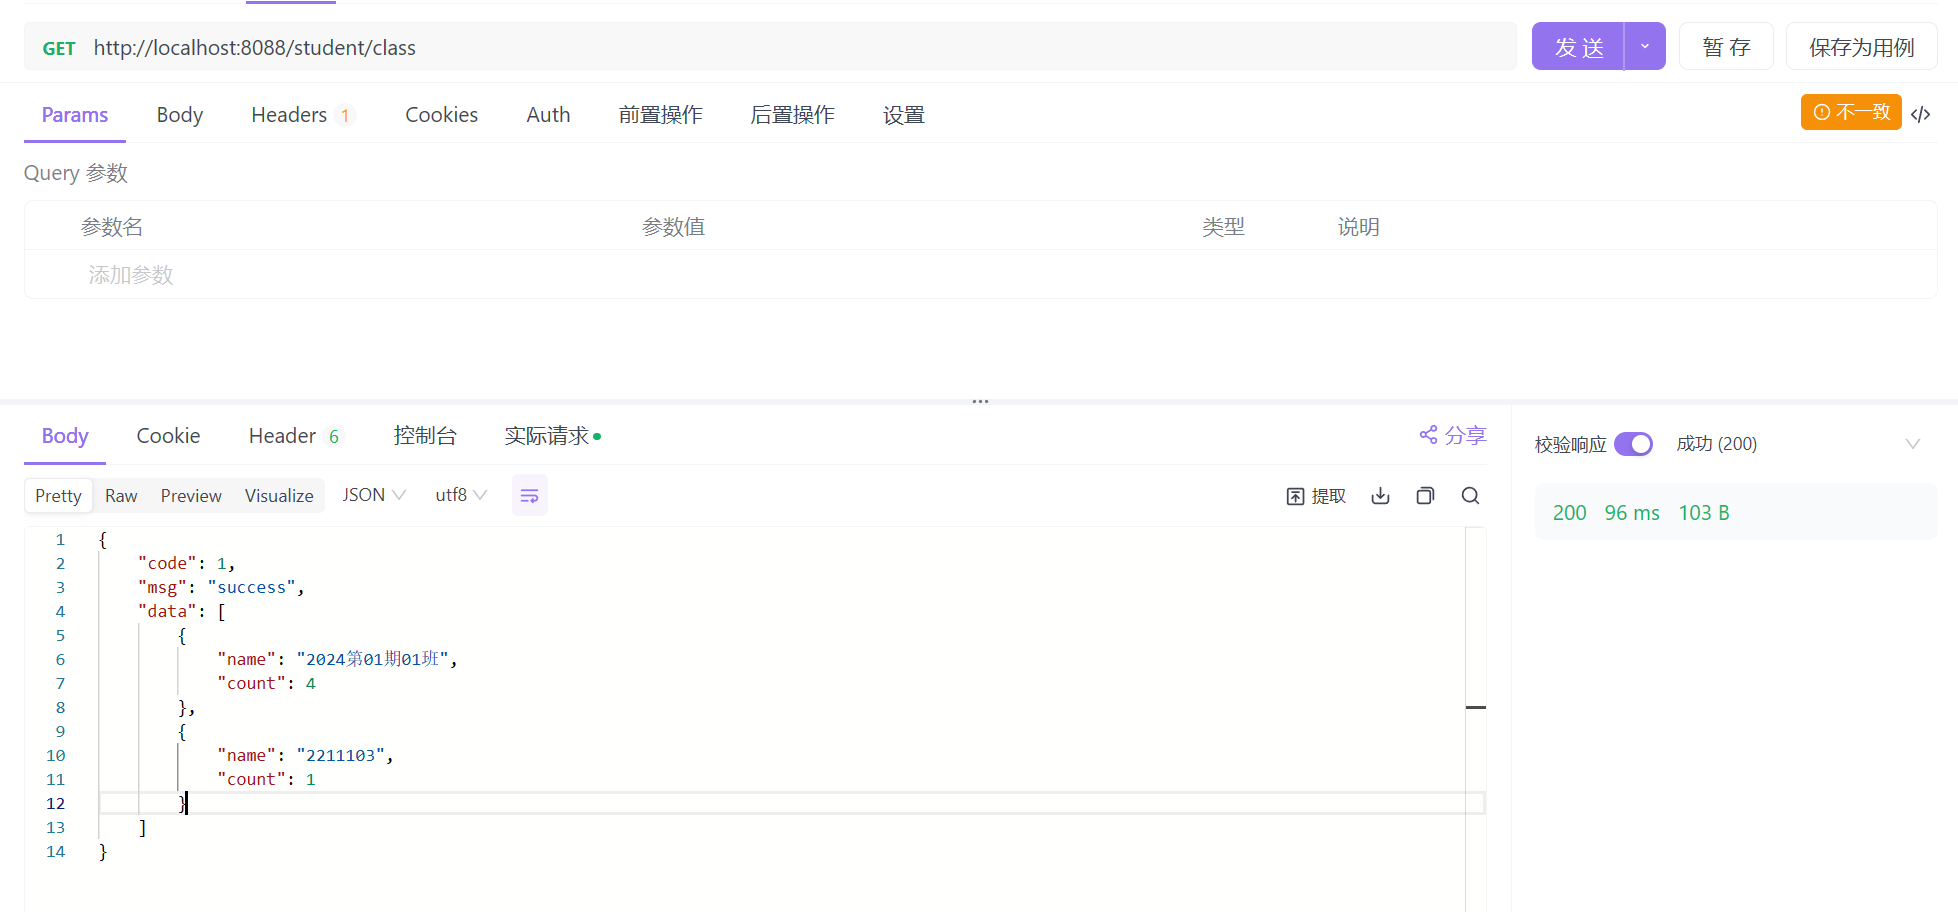 GET http://localhost:8088/student/class 发 送 暂 存 保存为用例
Params Body Headers 1 Cookies Auth 前置操作 后置操作 设置 不一致
Query 参数
参数名 参数值 类型 说明
添加参数
Body Cookie Header 6 控制台 实际请求 分享
校验响应 成功 (200)
Pretty Raw Preview Visualize JSON utf8 提取
200 96 ms 103 B
1 {
2 "code": 1,
3 "msg": "success",
4 "data": [
5 {
6 "name": "2024第01期01班",
7 "count": 4
8 },
9 {
10 "name": "2211103",
11 "count": 1
12 }
13 ]
14 }